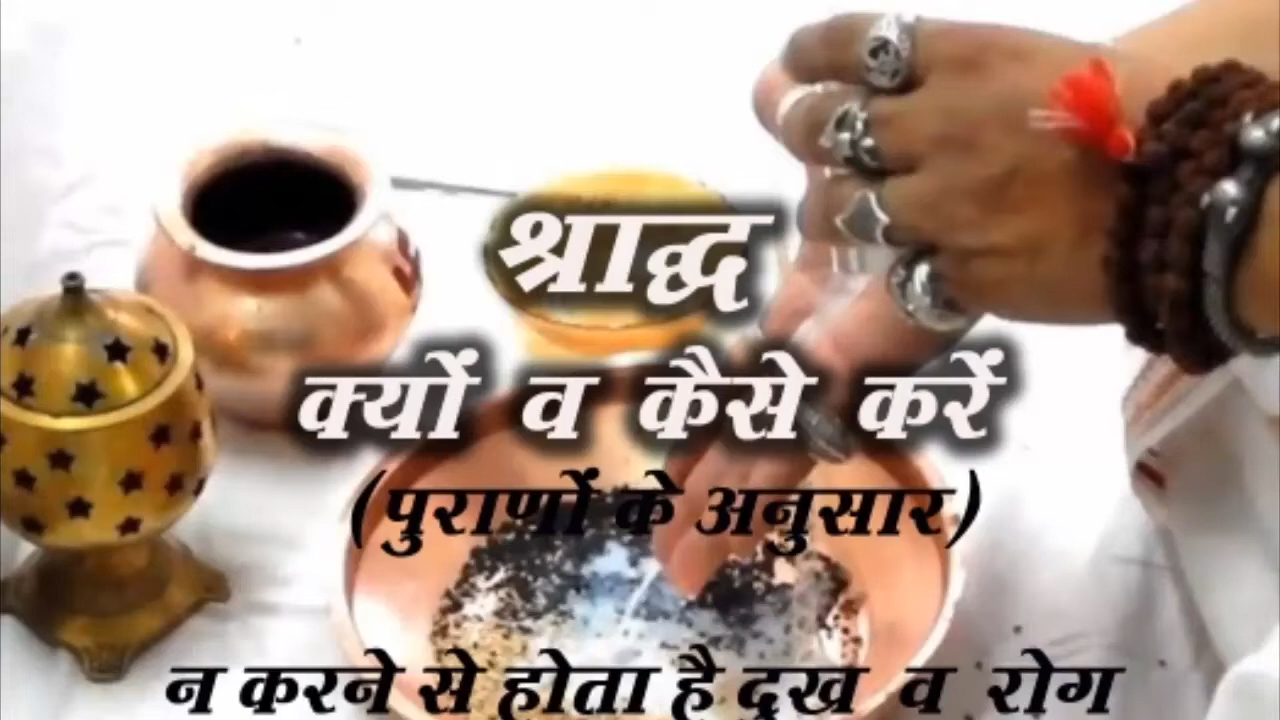 श्राद्ध
क्यों व कैसे करें
(पुराणों के अनुसार)
न करने से होता है दुख व रोग